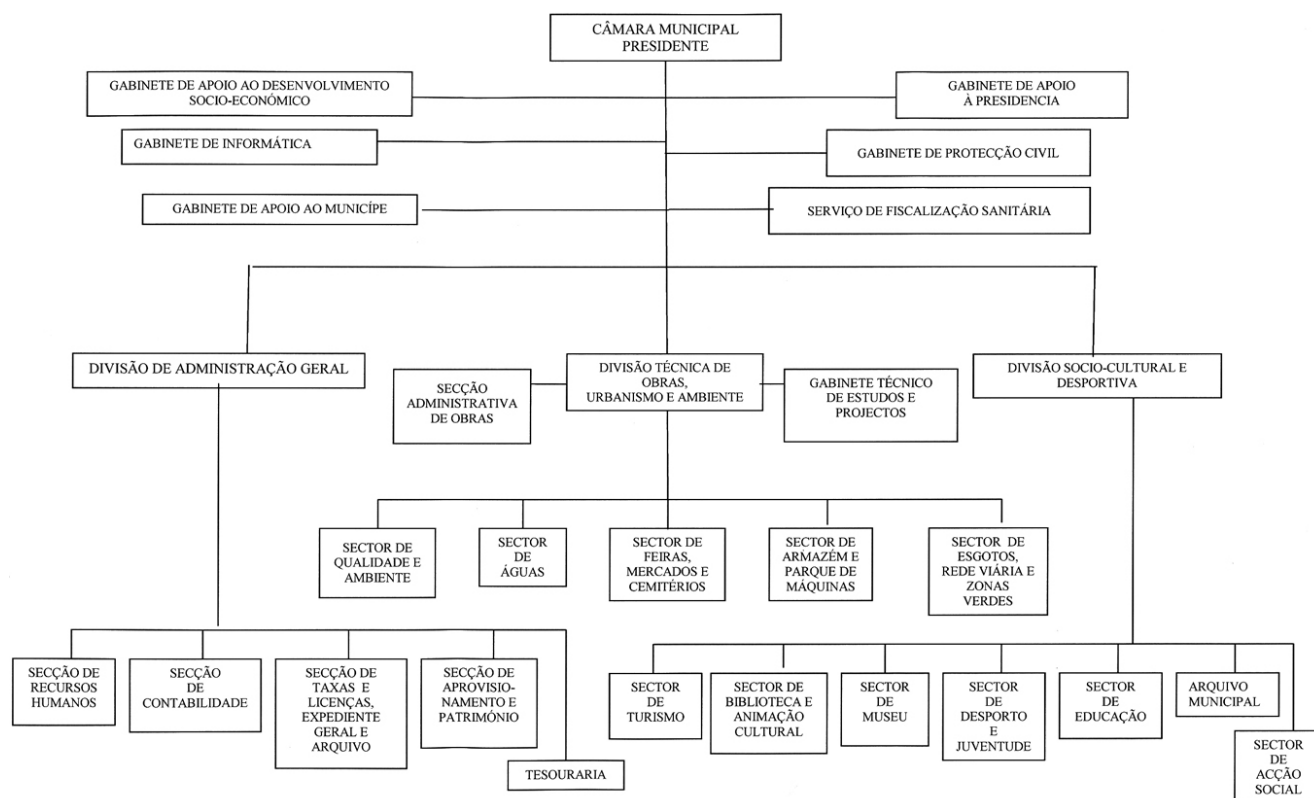 CÂMARA MUNICIPAL
PRESIDENTE
GABINETE DE APOIO AO DESENVOLVIMENTO
SOCIO-ECONÓMICO
GABINETE DE APOIO
À PRESIDENCIA
GABINETE DE INFORMÁTICA
GABINETE DE PROTECÇÃO CIVIL
GABINETE DE APOIO AO MUNICÍPE
SERVIÇO DE FISCALIZAÇÃO SANITÁRIA
DIVISÃO DE ADMINISTRAÇÃO GERAL
DIVISÃO TÉCNICA DE
OBRAS,
URBANISMO E AMBIENTE
DIVISÃO SOCIO-CULTURAL E
DESPORTIVA
SECÇÃO
ADMINISTRATIVA
DE OBRAS
GABINETE TÉCNICO
DE ESTUDOS E
PROJECTOS
SECTOR DE
QUALIDADE E
AMBIENTE
SECTOR
DE
ÁGUAS
SECTOR DE
FEIRAS,
MERCADOS E
CEMITÉRIOS
SECTOR DE
ARMAZÉM E
PARQUE DE
MÁQUINAS
SECTOR DE
ESGOTOS,
REDE VIÁRIA E
ZONAS
VERDES
SECÇÃO DE
RECURSOS
HUMANOS
SECÇÃO
DE
CONTABILIDADE
SECÇÃO DE
TAXAS E
LICENÇAS,
EXPEDIENTE
GERAL E
ARQUIVO
SECÇÃO DE
APROVISIO-
NAMENTO E
PATRIMÓNIO
TESOURARIA
SECTOR
DE
TURISMO
SECTOR DE
BIBLIOTECA E
ANIMAÇÃO
CULTURAL
SECTOR
DE
MUSEU
SECTOR
DE
DESPORTO
E
JUVENTUDE
SECTOR
DE
EDUCAÇÃO
ARQUIVO
MUNICIPAL
SECTOR
DE
ACÇÃO
SOCIAL